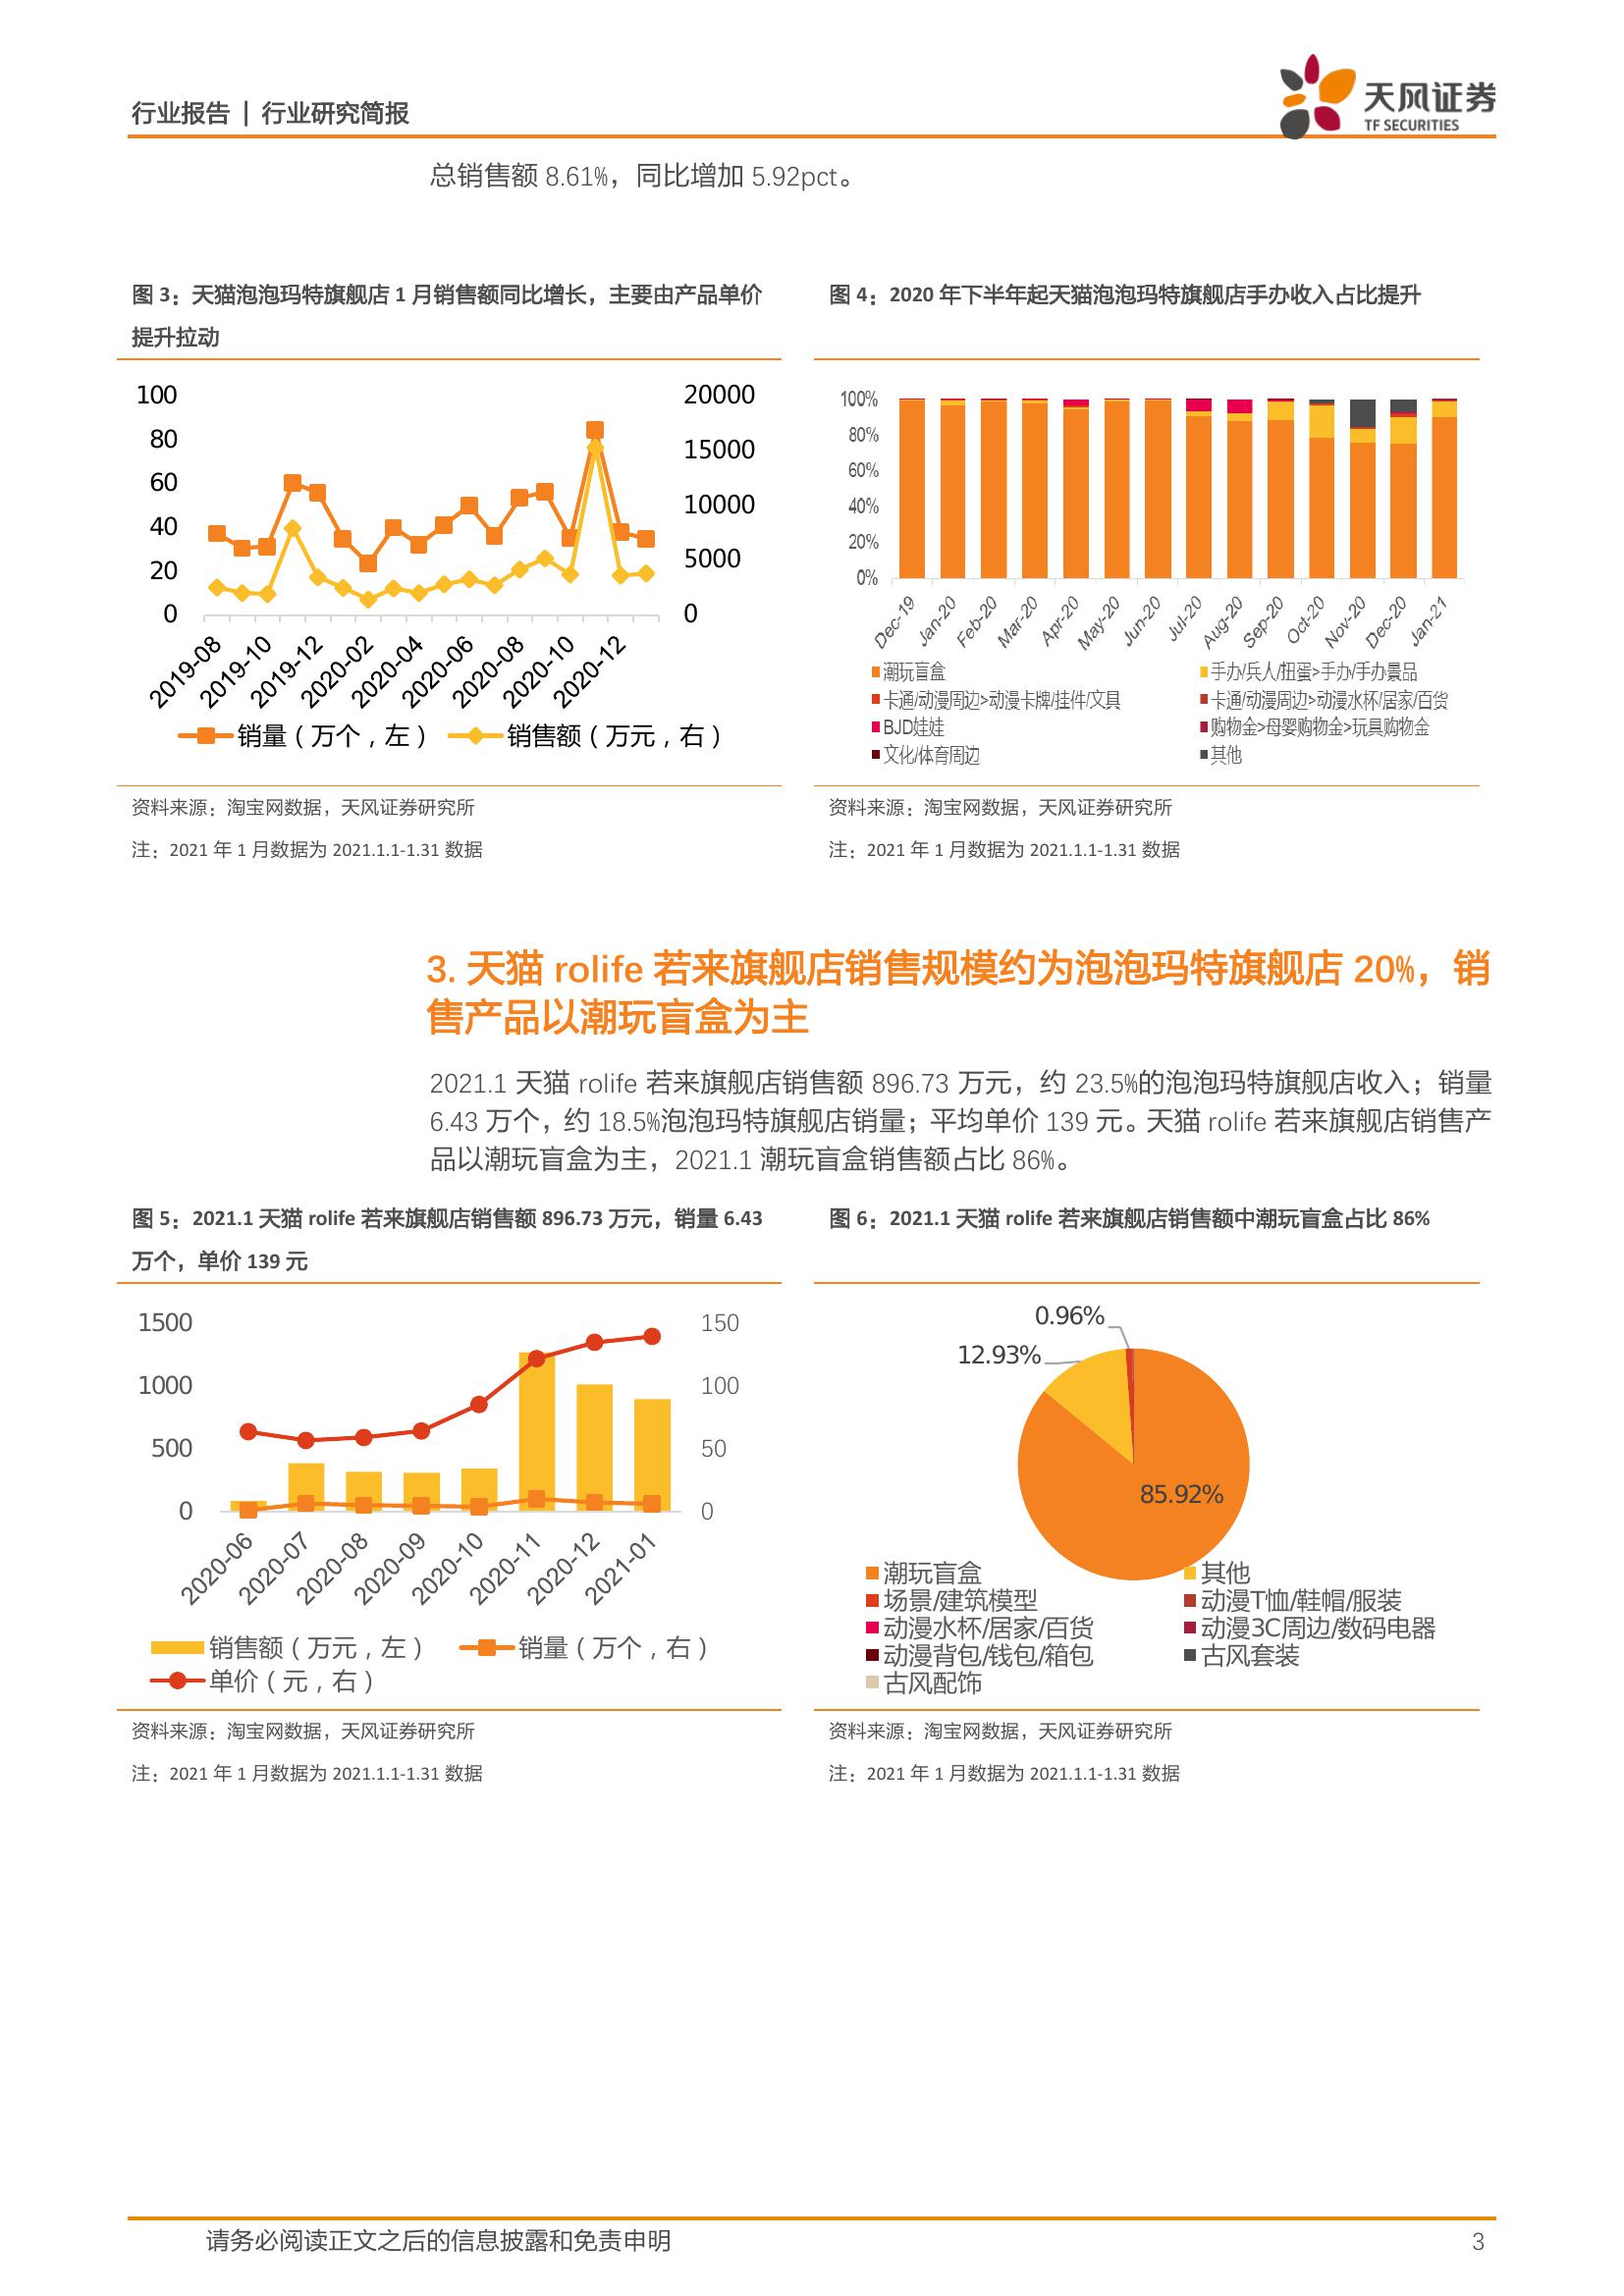 行业报告 | 行业研究简报
天风证券
TF SECURITIES
总销售额 8.61%，同比增加 5.92pct。
图 3：天猫泡泡玛特旗舰店 1 月销售额同比增长，主要由产品单价
提升拉动
100
80
60
40
20
0
20000
15000
10000
5000
0
2019-08
2019-10
2019-12
2020-02
2020-04
2020-06
2020-08
2020-10
2020-12
销量（万个，左）
销售额（万元，右）
资料来源：淘宝网数据，天风证券研究所
注：2021 年 1 月数据为 2021.1.1-1.31 数据
图 4：2020 年下半年起天猫泡泡玛特旗舰店手办收入占比提升
100%
80%
60%
40%
20%
0%
Dec-19
Jan-20
Feb-20
Mar-20
Apr-20
May-20
Jun-20
Jul-20
Aug-20
Sep-20
Oct-20
Nov-20
Dec-20
Jan-21
潮玩盲盒
手办/兵人/扭蛋>手办/手办景品
卡通/动漫周边>动漫卡牌/挂件/文具
卡通/动漫周边>动漫水杯/居家/百货
BJD娃娃
购物金>母婴购物金>玩具购物金
文化/体育周边
其他
资料来源：淘宝网数据，天风证券研究所
注：2021 年 1 月数据为 2021.1.1-1.31 数据
3. 天猫 rolife 若来旗舰店销售规模约为泡泡玛特旗舰店 20%，销
售产品以潮玩盲盒为主
2021.1 天猫 rolife 若来旗舰店销售额 896.73 万元，约 23.5%的泡泡玛特旗舰店收入；销量
6.43 万个，约 18.5%泡泡玛特旗舰店销量；平均单价 139 元。天猫 rolife 若来旗舰店销售产
品以潮玩盲盒为主，2021.1 潮玩盲盒销售额占比 86%。
图 5：2021.1 天猫 rolife 若来旗舰店销售额 896.73 万元，销量 6.43
万个，单价 139 元
1500
1000
500
0
150
100
50
0
2020-06
2020-07
2020-08
2020-09
2020-10
2020-11
2020-12
2021-01
销售额（万元，左）
销量（万个，右）
单价（元，右）
资料来源：淘宝网数据，天风证券研究所
注：2021 年 1 月数据为 2021.1.1-1.31 数据
图 6：2021.1 天猫 rolife 若来旗舰店销售额中潮玩盲盒占比 86%
0.96%
12.93%
85.92%
潮玩盲盒
其他
场景/建筑模型
动漫T恤/鞋帽/服装
动漫水杯/居家/百货
动漫3C周边/数码电器
动漫背包/钱包/箱包
古风套装
古风配饰
资料来源：淘宝网数据，天风证券研究所
注：2021 年 1 月数据为 2021.1.1-1.31 数据
请务必阅读正文之后的信息披露和免责申明
3